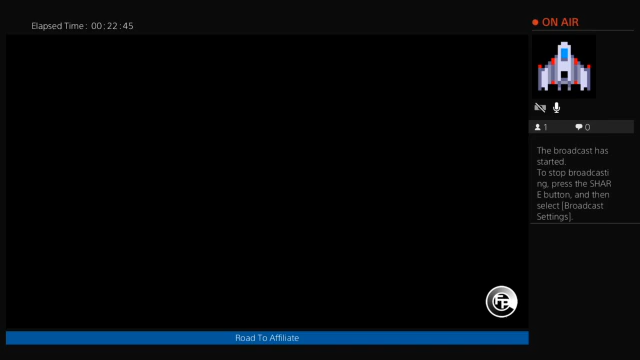 Elapsed Time : 00:22:45
ON AIR
1
0
The broadcast has
started.
To stop broadcasti
ng, press the SHAR
E button, and then
select [Broadcast
Settings].
Road To Affiliate